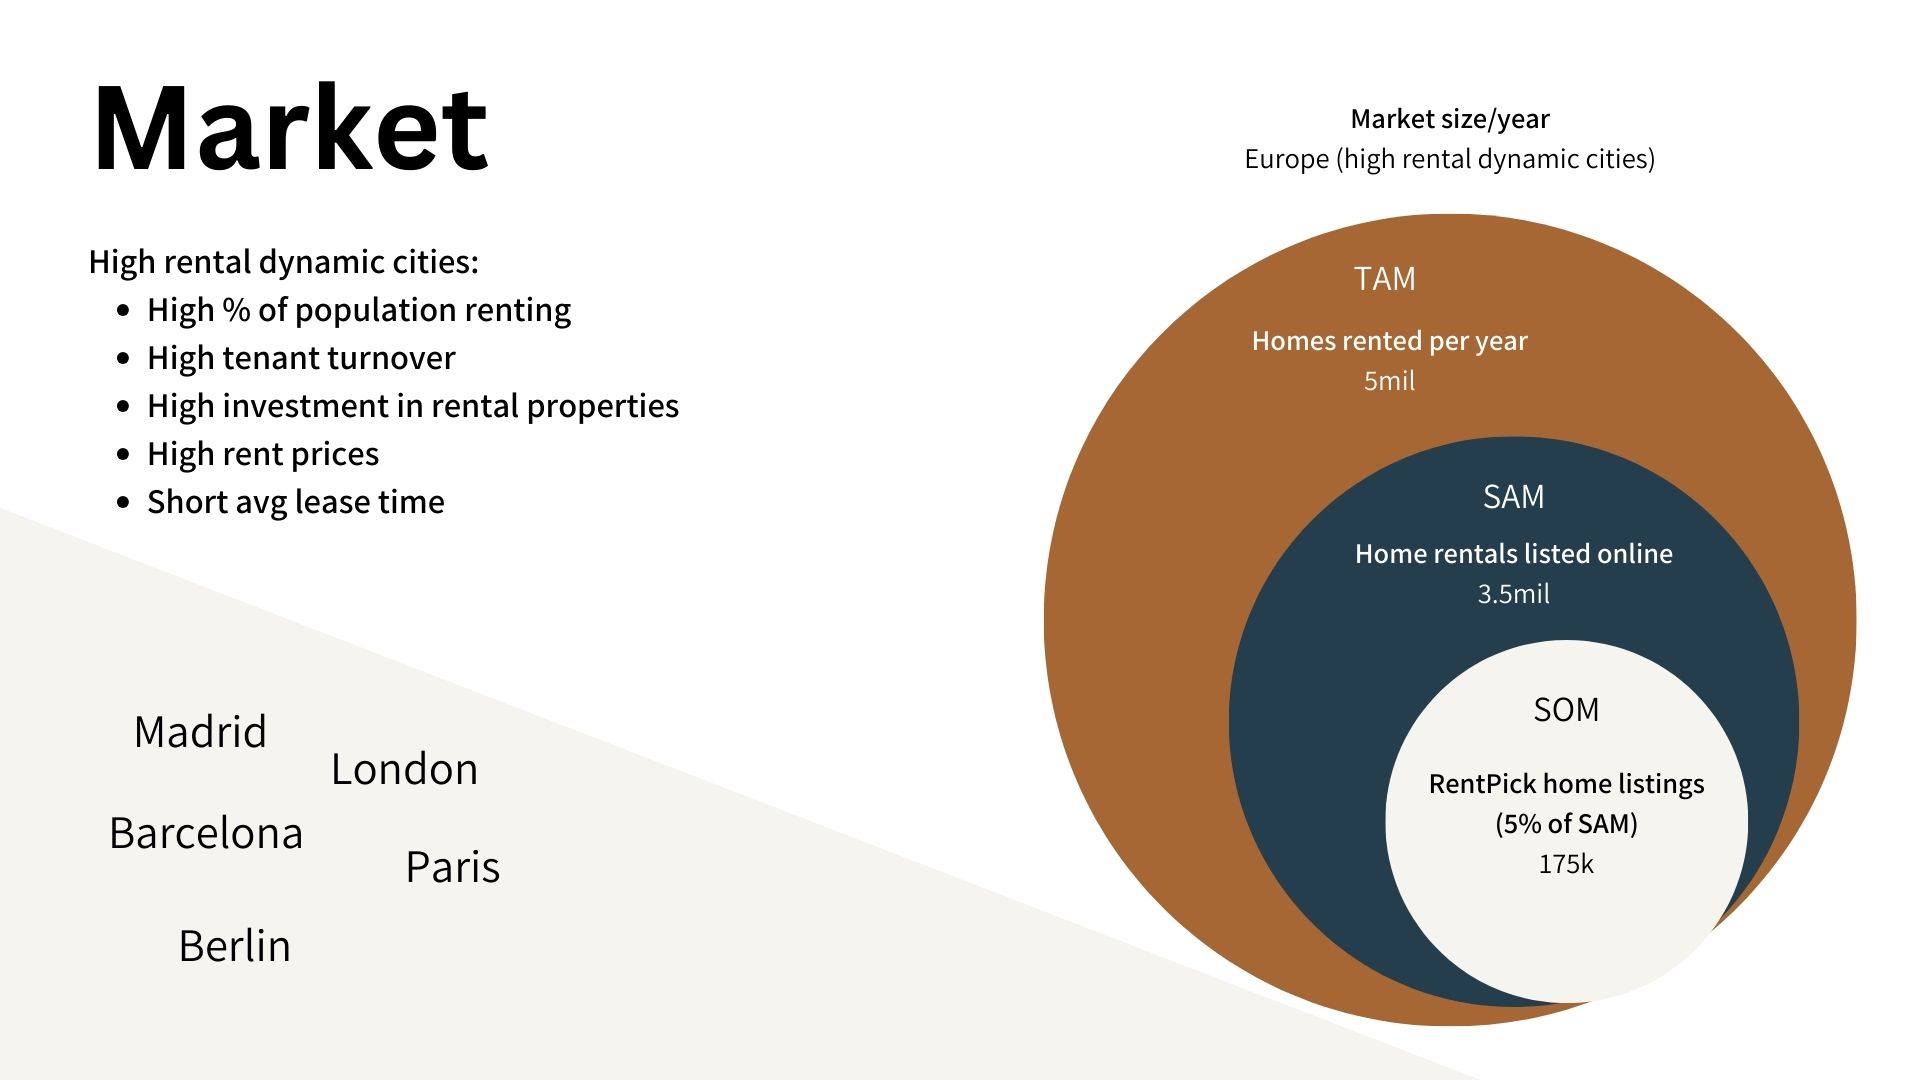 Market
High rental dynamic cities:
• High % of population renting
• High tenant turnover
• High investment in rental properties
• High rent prices
• Short avg lease time
Madrid
London
Barcelona
Paris
Berlin
Market size/year
Europe (high rental dynamic cities)
TAM
Homes rented per year
5mil
SAM
Home rentals listed online
3.5mil
SOM
RentPick home listings
(5% of SAM)
175k